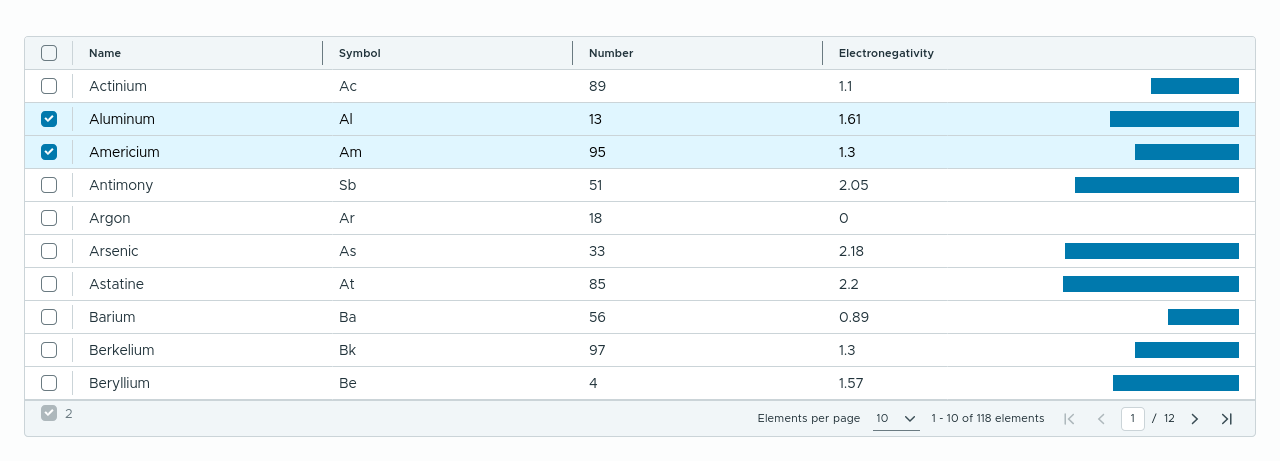 Name Symbol Number Electronegativity
Actinium Ac 89 1.1
Aluminum Al 13 1.61
Americium Am 95 1.3
Antimony Sb 51 2.05
Argon Ar 18 0
Arsenic As 33 2.18
Astatine At 85 2.2
Barium Ba 56 0.89
Berkelium Bk 97 1.3
Beryllium Be 4 1.57
2 Elements per page 10 1 - 10 of 118 elements 1 / 12